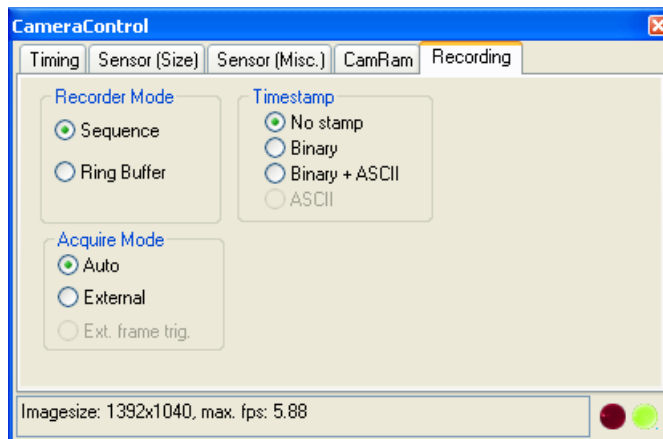 CameraControl
Timing Sensor (Size) Sensor (Misc.) CamRam Recording
Recorder Mode
Sequence
Ring Buffer
Timestamp
No stamp
Binary
Binary + ASCII
ASCII
Acquire Mode
Auto
External
Ext. frame trig.
Imagesize: 1392x1040, max. fps: 5.88